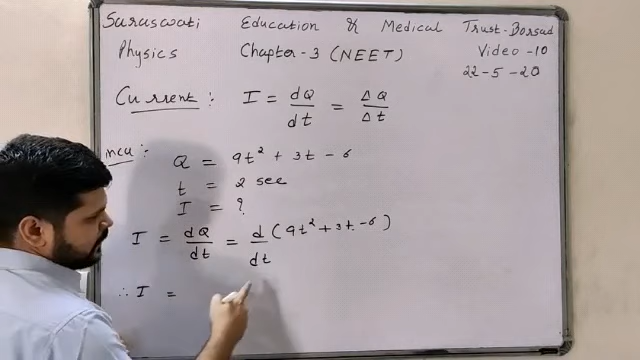 Saraswati Education & Medical Trust-Borsad
Physics Chapter-3 (NEET) Video-10
22-5-20
Current: I = dQ/dt = ΔQ/Δt
mcq:
Q = 9t² + 3t - 6
t = 2 sec
I = ?
I = dQ/dt = d/dt (9t² + 3t - 6)
∴ I =